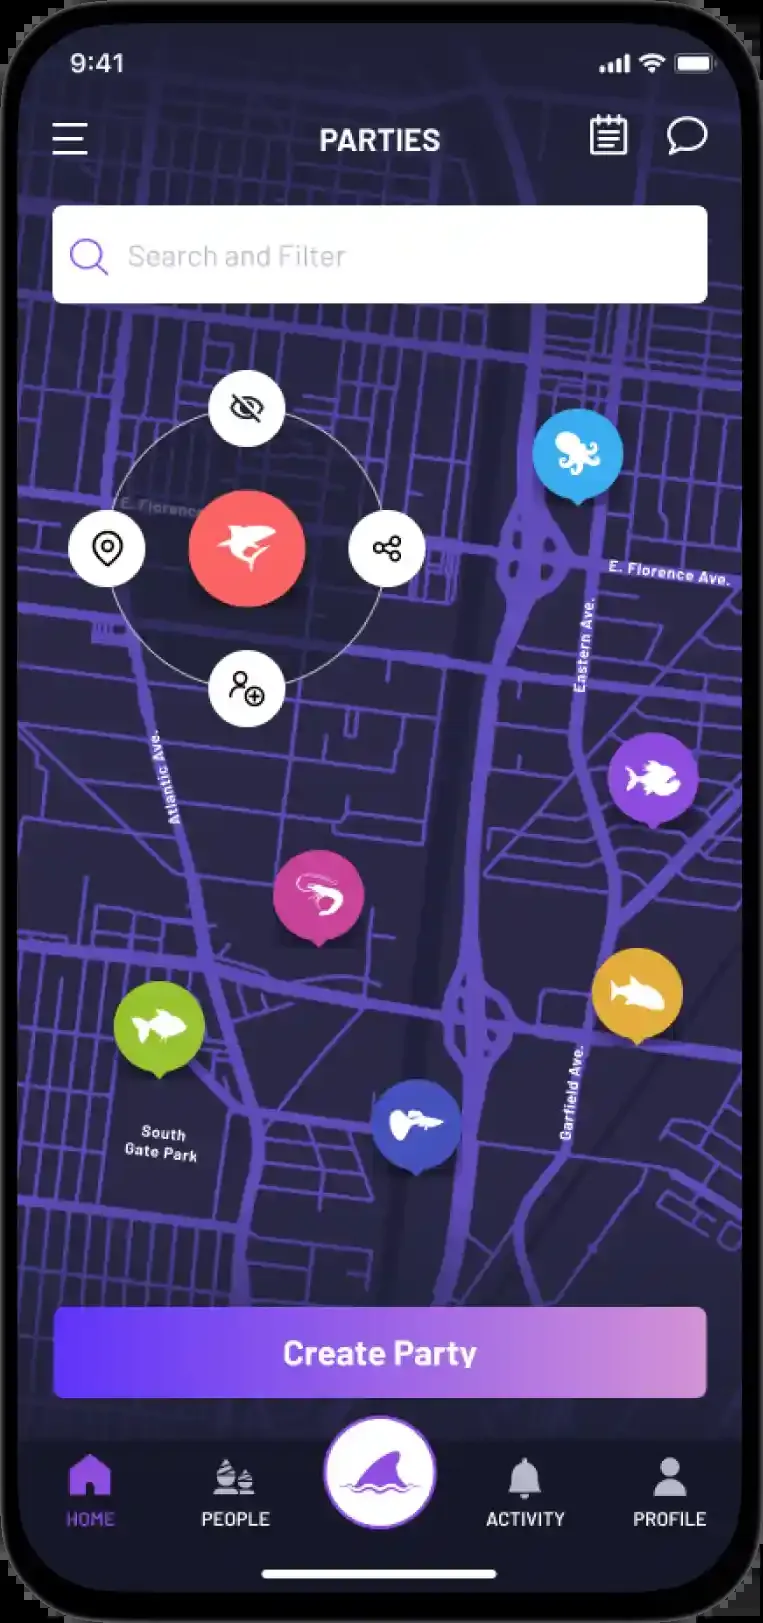 9:41
PARTIES
Search and Filter
E. Florence
E. Florence Ave.
Eastern Ave.
Atlantic Ave.
Garfield Ave.
South
Gate Park
Create Party
HOME
PEOPLE
ACTIVITY
PROFILE